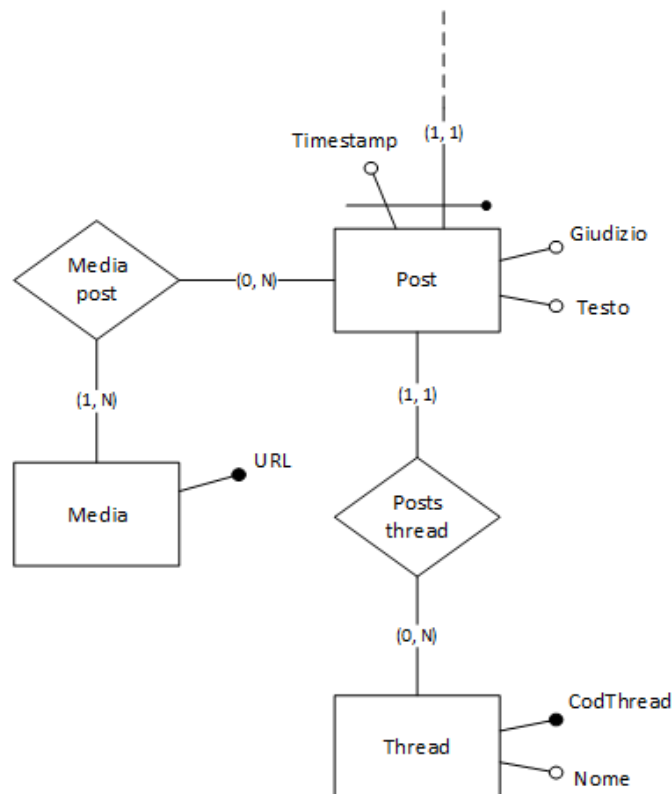 (1, 1)
Timestamp
Giudizio
Media
post
(0, N)
Post
Testo
(1, N)
(1, 1)
URL
Media
Posts
thread
(0, N)
CodThread
Thread
Nome